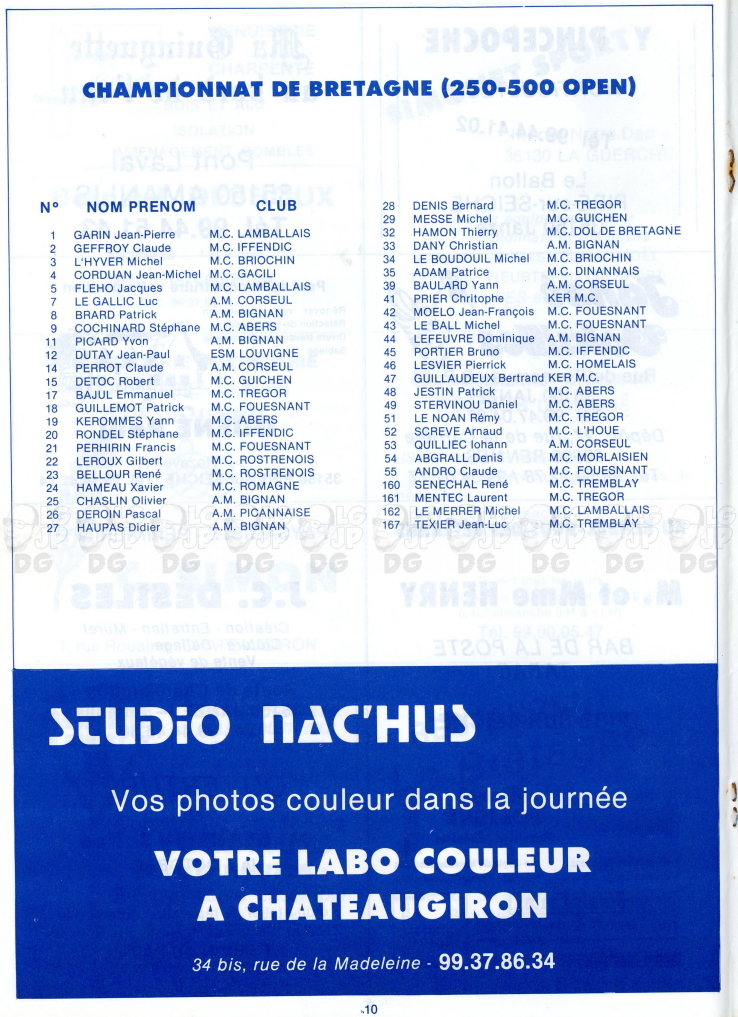 CHAMPIONNAT DE BRETAGNE (250-500 OPEN)
N° NOM PRENOM CLUB
1 GARIN Jean-Pierre M.C. LAMBALLAIS
2 GEFFROY Claude M.C. IFFENDIC
3 L'HYVER Michel M.C. BRIOCHIN
4 CORDUAN Jean-Michel M.C. GACILI
5 FLEHO Jacques M.C. LAMBALLAIS
7 LE GALLIC Luc A.M. CORSEUL
8 BRARD Patrick A.M. BIGNAN
9 COCHINARD Stéphane M.C. ABERS
11 PICARD Yvon A.M. BIGNAN
12 DUTAY Jean-Paul ESM LOUVIGNE
14 PERROT Claude A.M. CORSEUL
15 DETOC Robert M.C. GUICHEN
17 BAJUL Emmanuel M.C. TREGOR
18 GUILLEMOT Patrick M.C. FOUESNANT
19 KEROMMES Yann M.C. ABERS
20 RONDEL Stéphane M.C. IFFENDIC
21 PERHIRIN Francis M.C. FOUESNANT
22 LEROUX Gilbert M.C. ROSTRENOIS
23 BELLOUR René M.C. ROSTRENOIS
24 HAMEAU Xavier M.C. ROMAGNE
25 CHASLIN Olivier A.M. BIGNAN
26 DEROIN Pascal A.M. PICANNAISE
27 HAUPAS Didier A.M. BIGNAN
28 DENIS Bernard M.C. TREGOR
29 MESSE Michel M.C. GUICHEN
32 HAMON Thierry M.C. DOL DE BRETAGNE
33 DANY Christian A.M. BIGNAN
34 LE BOUDOUIL Michel M.C. BRIOCHIN
35 ADAM Patrice M.C. DINANNAIS
39 BAULARD Yann A.M. CORSEUL
41 PRIER Chritophe KER M.C.
42 MOELO Jean-François M.C. FOUESNANT
43 LE BALL Michel M.C. FOUESNANT
44 LEFEUVRE Dominique A.M. BIGNAN
45 PORTIER Bruno M.C. IFFENDIC
46 LESVIER Pierrick M.C. HOMELAIS
47 GUILLAUDEUX Bertrand KER M.C.
48 JESTIN Patrick M.C. ABERS
49 STERVINOU Daniel M.C. ABERS
51 LE NOAN Rémy M.C. TREGOR
52 SCREVE Arnaud M.C. L'HOUE
53 QUILLIEC Iohann A.M. CORSEUL
54 ABGRALL Denis M.C. MORLAISIEN
55 ANDRO Claude M.C. FOUESNANT
160 SENECHAL René M.C. TREMBLAY
161 MENTEC Laurent M.C. TREGOR
162 LE MERRER Michel M.C. LAMBALLAIS
167 TEXIER Jean-Luc M.C. TREMBLAY
STUDIO NAC'HUS
Vos photos couleur dans la journée
VOTRE LABO COULEUR
A CHATEAUGIRON
34 bis, rue de la Madeleine - 99.37.86.34
10